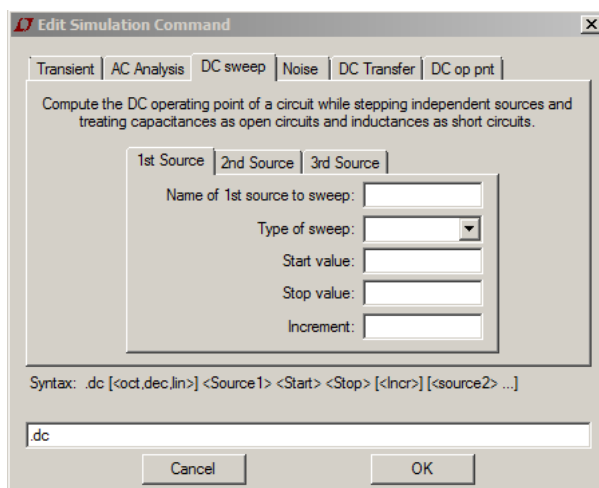 Edit Simulation Command
Transient AC Analysis DC sweep Noise DC Transfer DC op pnt
Compute the DC operating point of a circuit while stepping independent sources and
treating capacitances as open circuits and inductances as short circuits.
1st Source 2nd Source 3rd Source
Name of 1st source to sweep:
Type of sweep:
Start value:
Stop value:
Increment:
Syntax: .dc [<oct,dec,lin>] <Source1> <Start> <Stop> [<Incr>] [<source2> ...]
.dc
Cancel OK